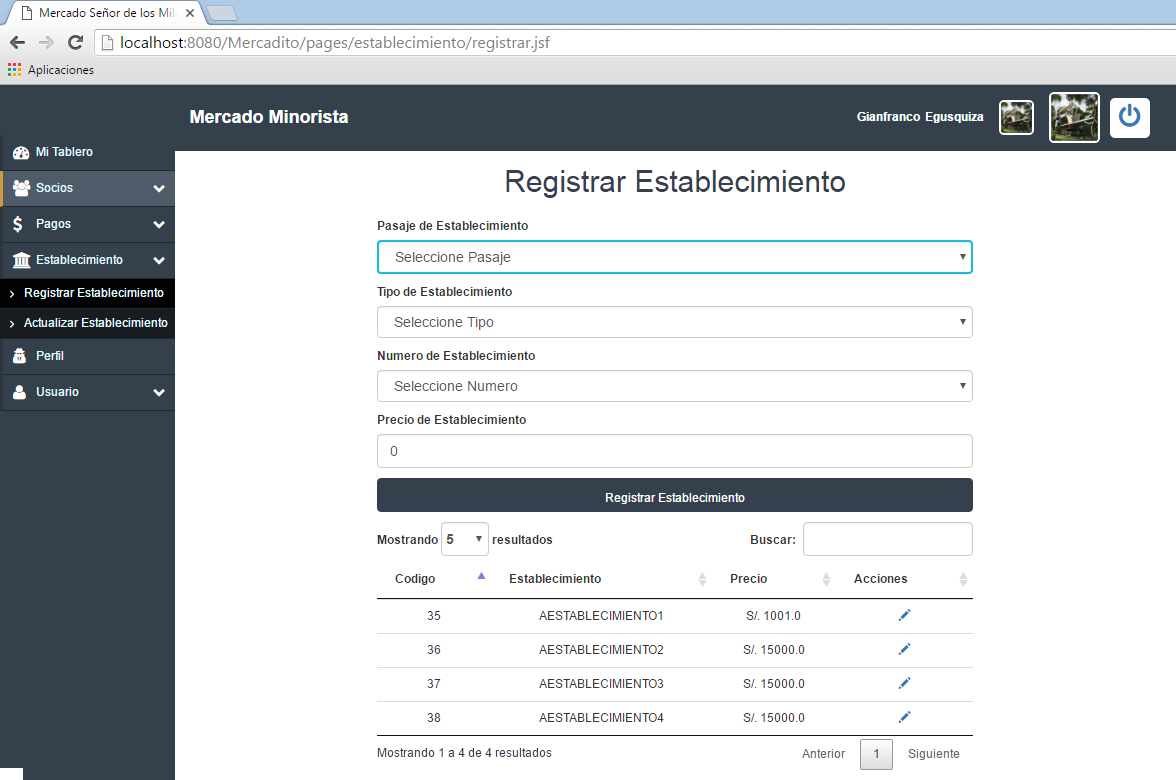 Mercado Señor de los Mil
localhost:8080/Mercadito/pages/establecimiento/registrar.jsf
Aplicaciones
Mercado Minorista
Gianfranco Egusquiza
Mi Tablero
Socios
Pagos
Establecimiento
Registrar Establecimiento
Actualizar Establecimiento
Perfil
Usuario
Registrar Establecimiento
Pasaje de Establecimiento
Seleccione Pasaje
Tipo de Establecimiento
Seleccione Tipo
Numero de Establecimiento
Seleccione Numero
Precio de Establecimiento
0
Registrar Establecimiento
Mostrando 5 resultados Buscar:
Codigo Establecimiento Precio Acciones
35 AESTABLECIMIENTO1 S/. 1001.0
36 AESTABLECIMIENTO2 S/. 15000.0
37 AESTABLECIMIENTO3 S/. 15000.0
38 AESTABLECIMIENTO4 S/. 15000.0
Mostrando 1 a 4 de 4 resultados Anterior 1 Siguiente